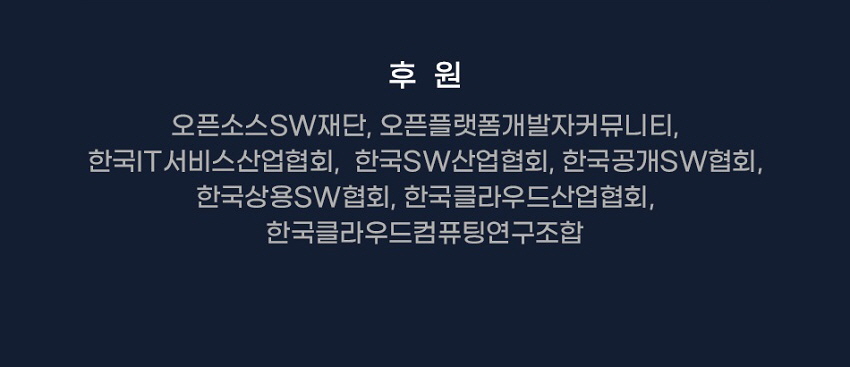 후 원
오픈소스SW재단, 오픈플랫폼개발자커뮤니티,
한국IT서비스산업협회, 한국SW산업협회, 한국공개SW협회,
한국상용SW협회, 한국클라우드산업협회,
한국클라우드컴퓨팅연구조합